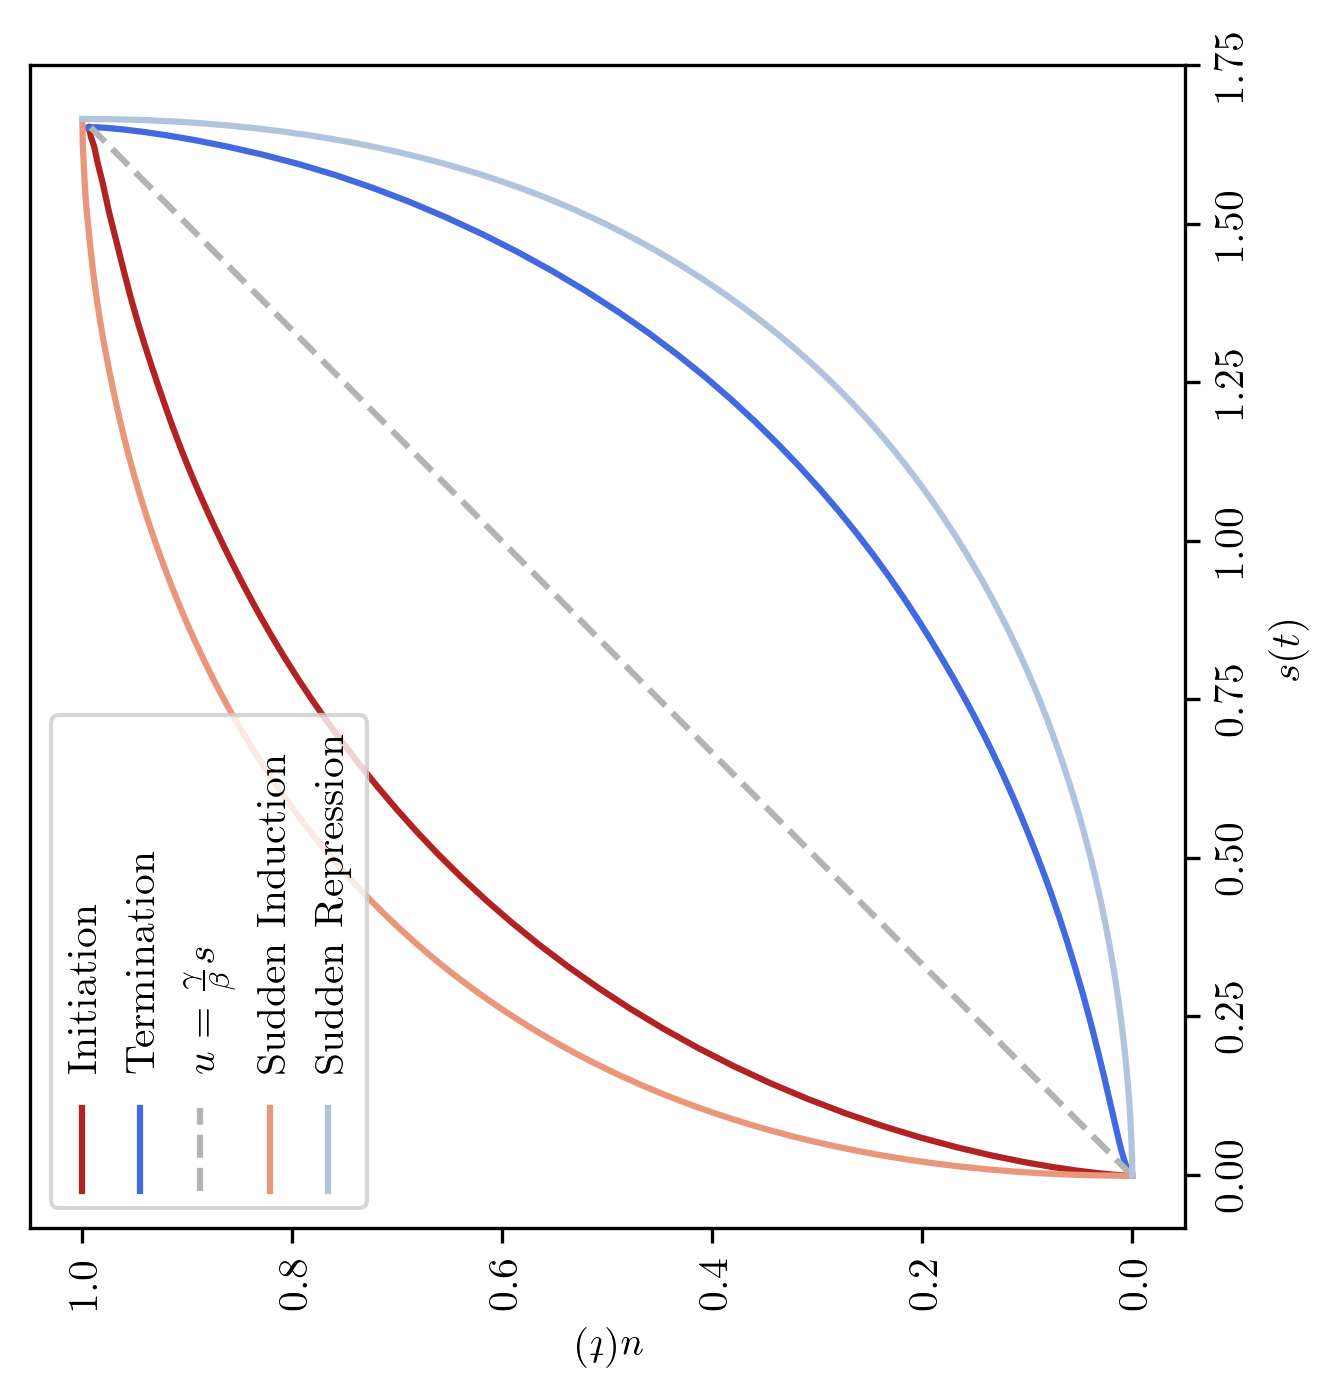 Initiation
Termination
u = γ/β s
Sudden Induction
Sudden Repression
1.0
0.8
0.6
0.4
0.2
0.0
u(t)
0.00
0.25
0.50
0.75
1.00
1.25
1.50
1.75
s(t)